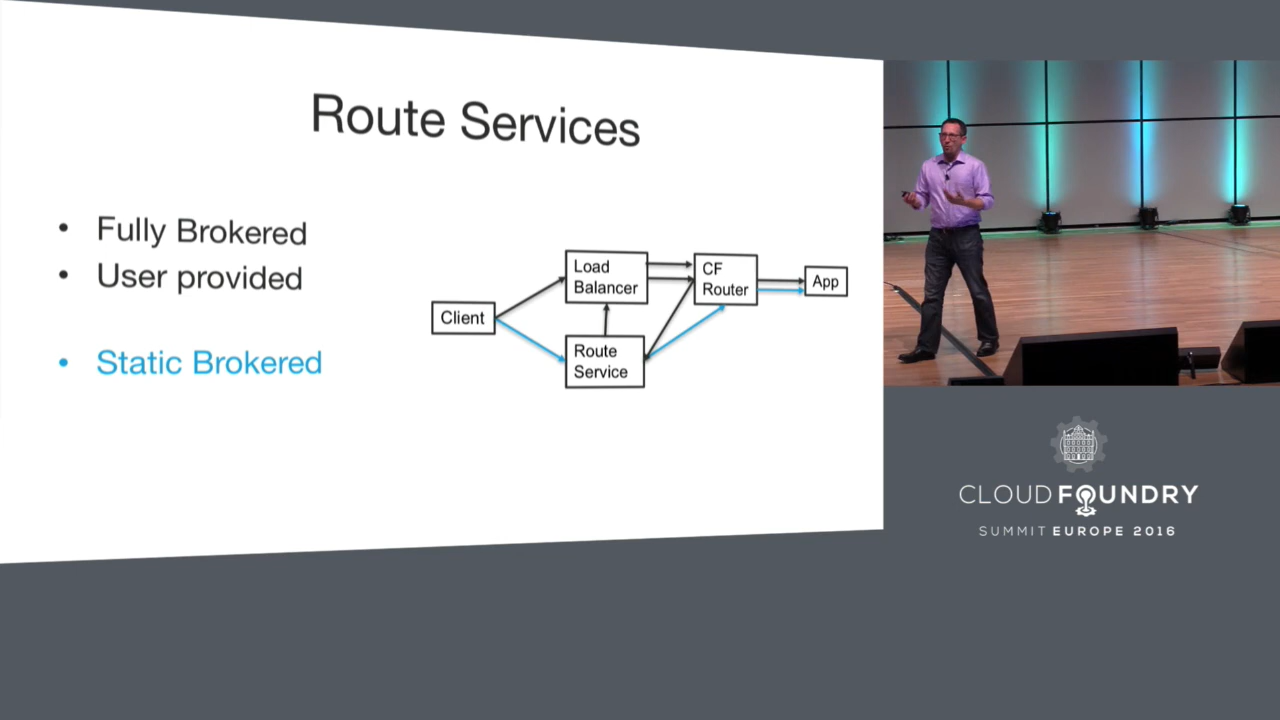 Route Services
• Fully Brokered
• User provided
• Static Brokered
Client
Load
Balancer
CF
Router
App
Route
Service
CLOUD FOUNDRY
SUMMIT EUROPE 2016